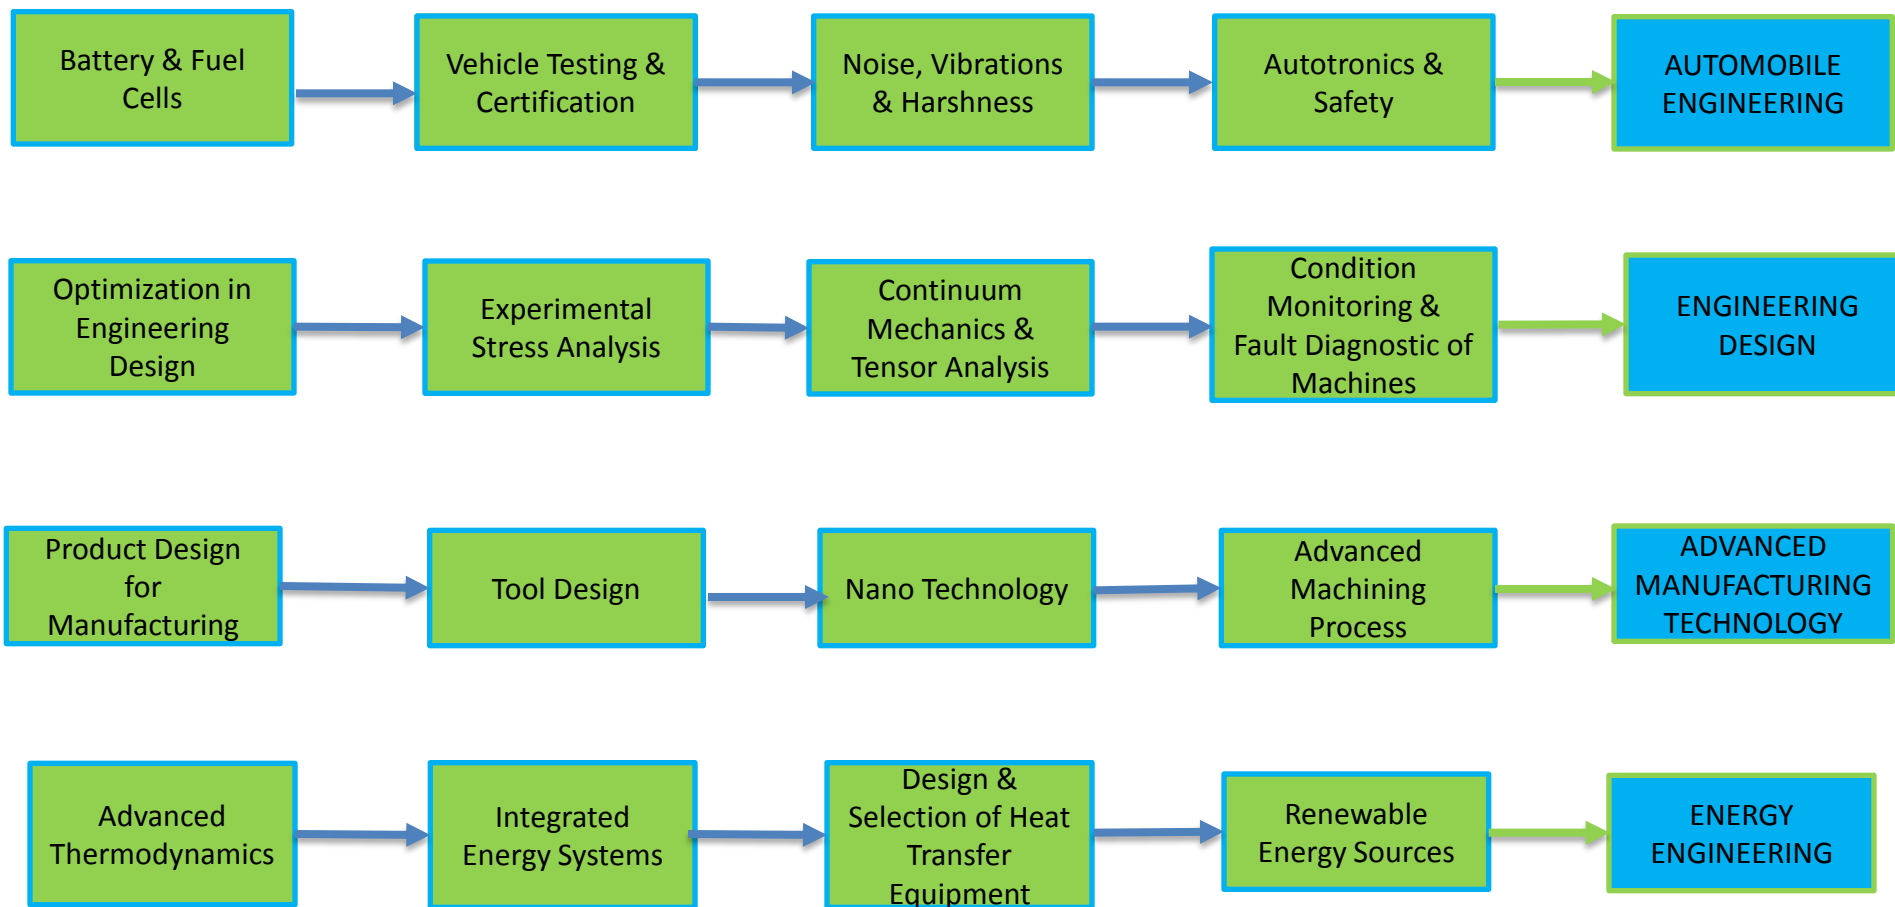 Battery & Fuel
Cells
Vehicle Testing &
Certification
Noise, Vibrations
& Harshness
Autotronics &
Safety
AUTOMOBILE
ENGINEERING
Optimization in
Engineering
Design
Experimental
Stress Analysis
Continuum
Mechanics &
Tensor Analysis
Condition
Monitoring &
Fault Diagnostic of
Machines
ENGINEERING
DESIGN
Product Design
for
Manufacturing
Tool Design
Nano Technology
Advanced
Machining
Process
ADVANCED
MANUFACTURING
TECHNOLOGY
Advanced
Thermodynamics
Integrated
Energy Systems
Design &
Selection of Heat
Transfer
Equipment
Renewable
Energy Sources
ENERGY
ENGINEERING